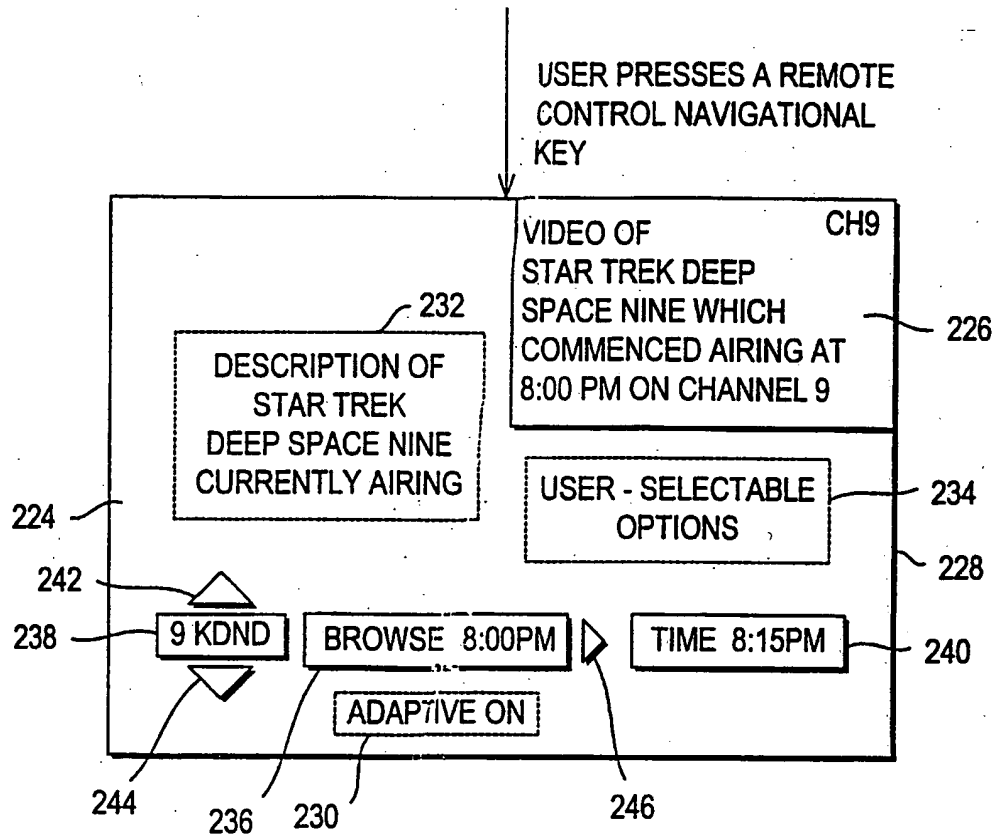 USER PRESSES A REMOTE
CONTROL NAVIGATIONAL
KEY
CH9
VIDEO OF
STAR TREK DEEP
SPACE NINE WHICH
COMMENCED AIRING AT
8:00 PM ON CHANNEL 9
226
232
DESCRIPTION OF
STAR TREK
DEEP SPACE NINE
CURRENTLY AIRING
USER - SELECTABLE
OPTIONS
234
224
228
242
238
9 KDND
BROWSE 8:00PM
TIME 8:15PM
240
ADAPTIVE ON
244
236
230
246